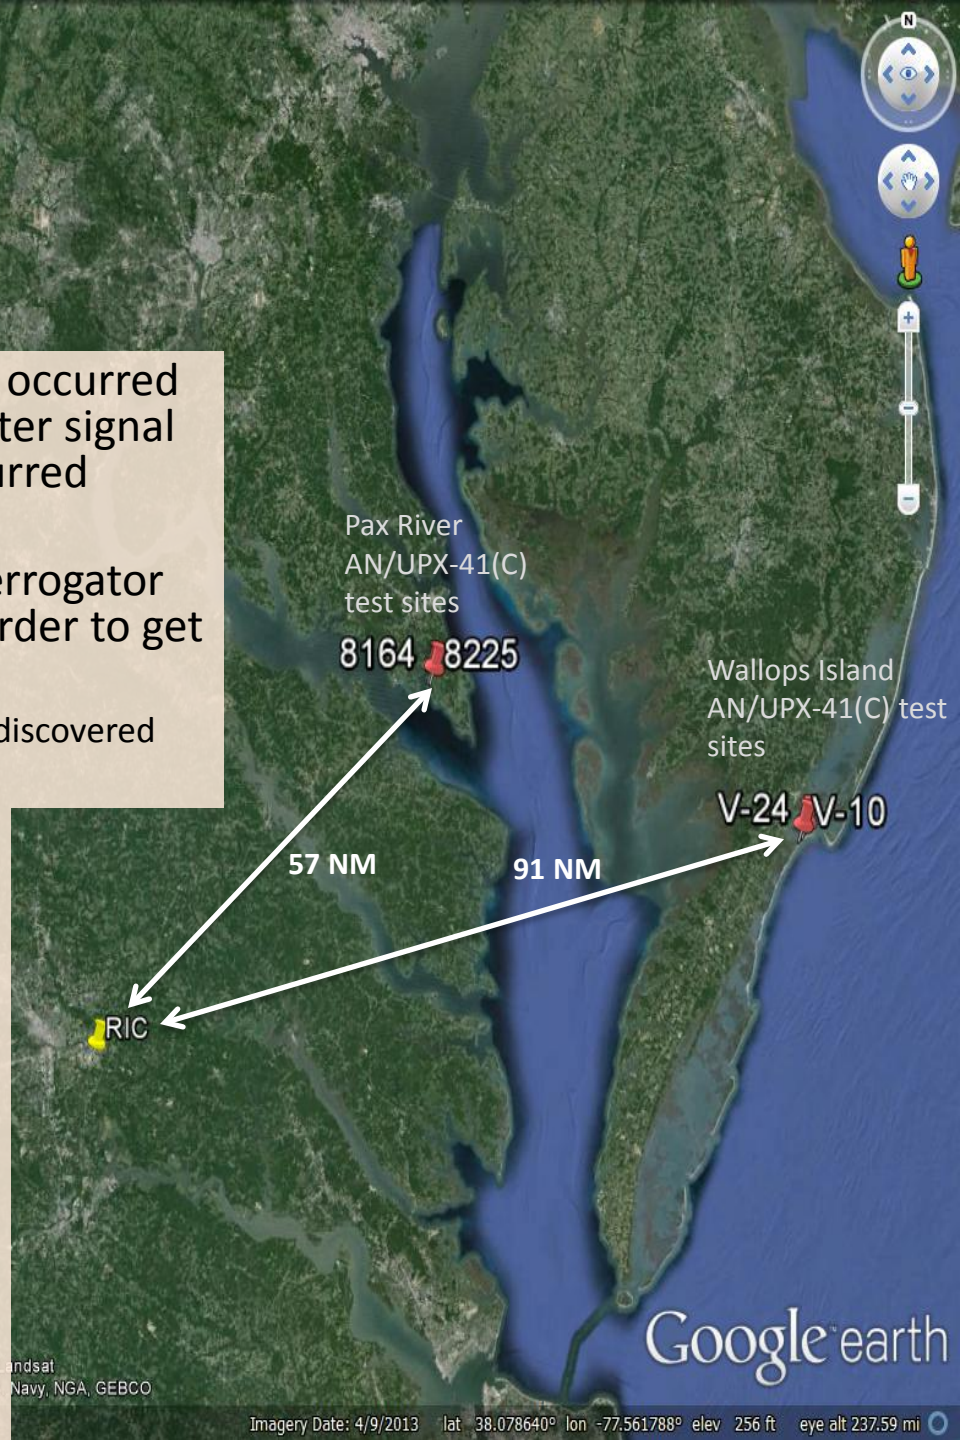 N
occurred
ter signal
urred
errogator
rder to get
discovered
Pax River
AN/UPX-41(C)
test sites
8164 8225
Wallops Island
AN/UPX-41(C) test
sites
V-24 V-10
57 NM
91 NM
RIC
Google earth
andsat
Navy, NGA, GEBCO
Imagery Date: 4/9/2013 lat 38.078640° lon -77.561788° elev 256 ft eye alt 237.59 mi